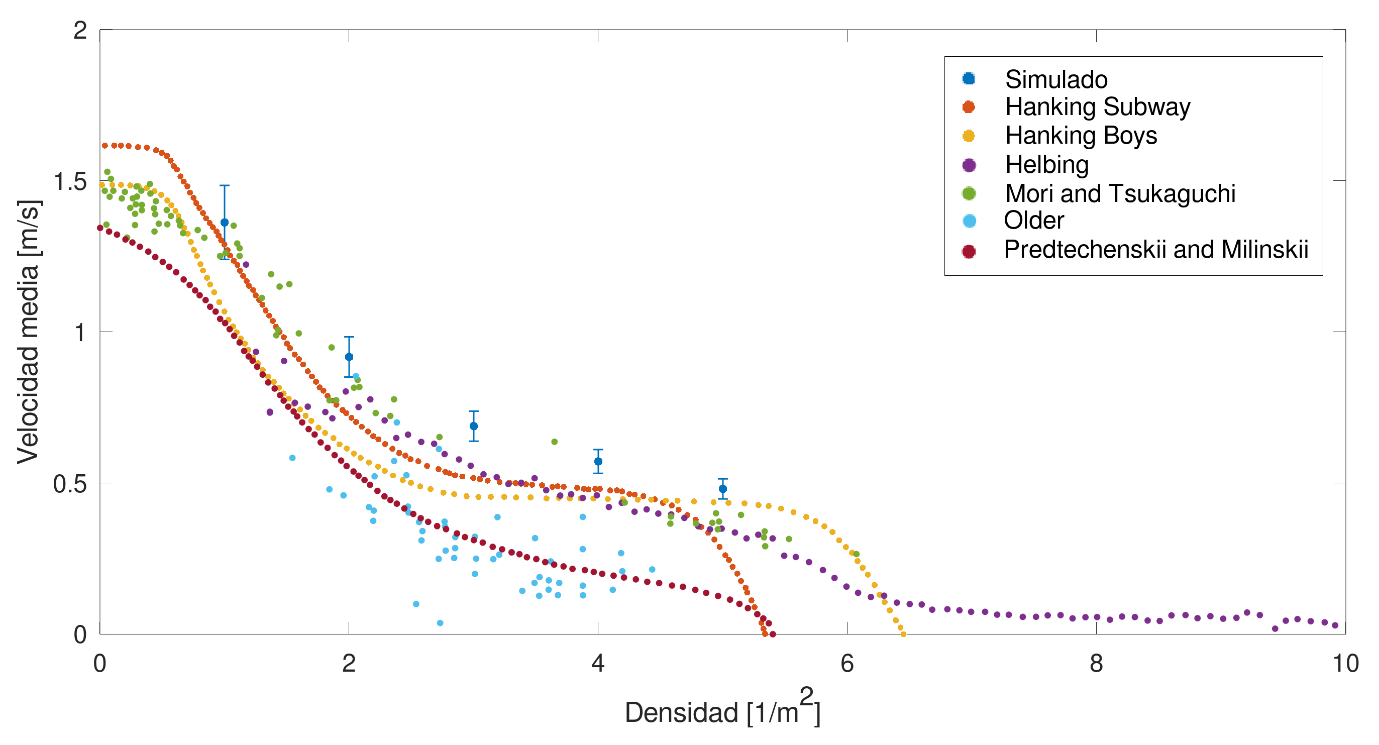 2
1.5
1
0.5
0
Velocidad media [m/s]
Simulado
Hanking Subway
Hanking Boys
Helbing
Mori and Tsukaguchi
Older
Predtechenskii and Milinskii
0 2 4 6 8 10
Densidad [1/m²]